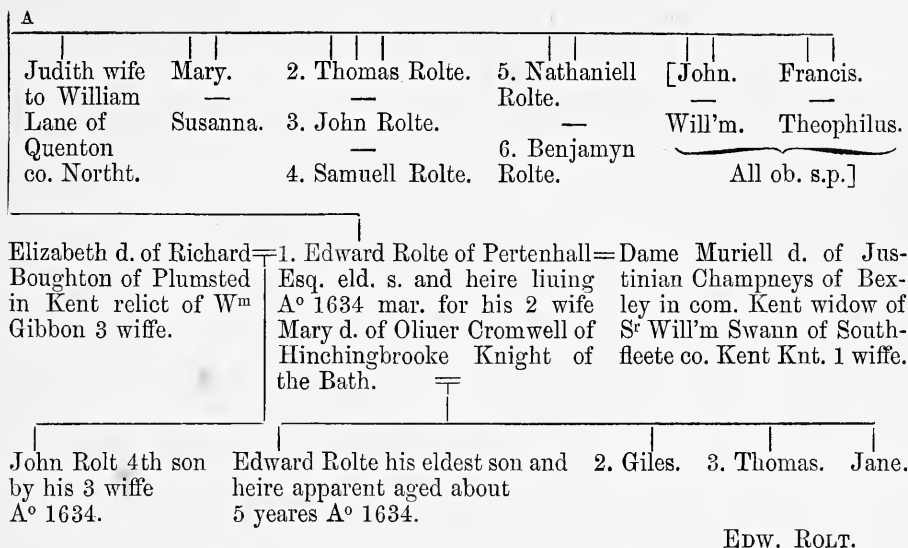 A
Judith wife
to William
Lane of
Quenton
co. Northt.
Mary.
—
Susanna.
2. Thomas Rolte.
—
3. John Rolte.
—
4. Samuell Rolte.
5. Nathaniell
Rolte.
—
6. Benjamyn
Rolte.
[John.
—
Will'm.
Francis.
—
Theophilus.
All ob. s.p.]
Elizabeth d. of Richard
Boughton of Plumsted
in Kent relict of Wᵐ
Gibbon 3 wiffe.
1. Edward Rolte of Pertenhall
Esq. eld. s. and heire liuing
Aº 1634 mar. for his 2 wife
Mary d. of Oliuer Cromwell of
Hinchingbrooke Knight of
the Bath.
Dame Muriell d. of Jus-
tinian Champneys of Bex-
ley in com. Kent widow of
Sʳ Will'm Swann of South-
fleete co. Kent Knt. 1 wiffe.
John Rolt 4th son
by his 3 wiffe
Aº 1634.
Edward Rolte his eldest son and
heire apparent aged about
5 yeares Aº 1634.
2. Giles.
3. Thomas.
Jane.
EDW. ROLT.